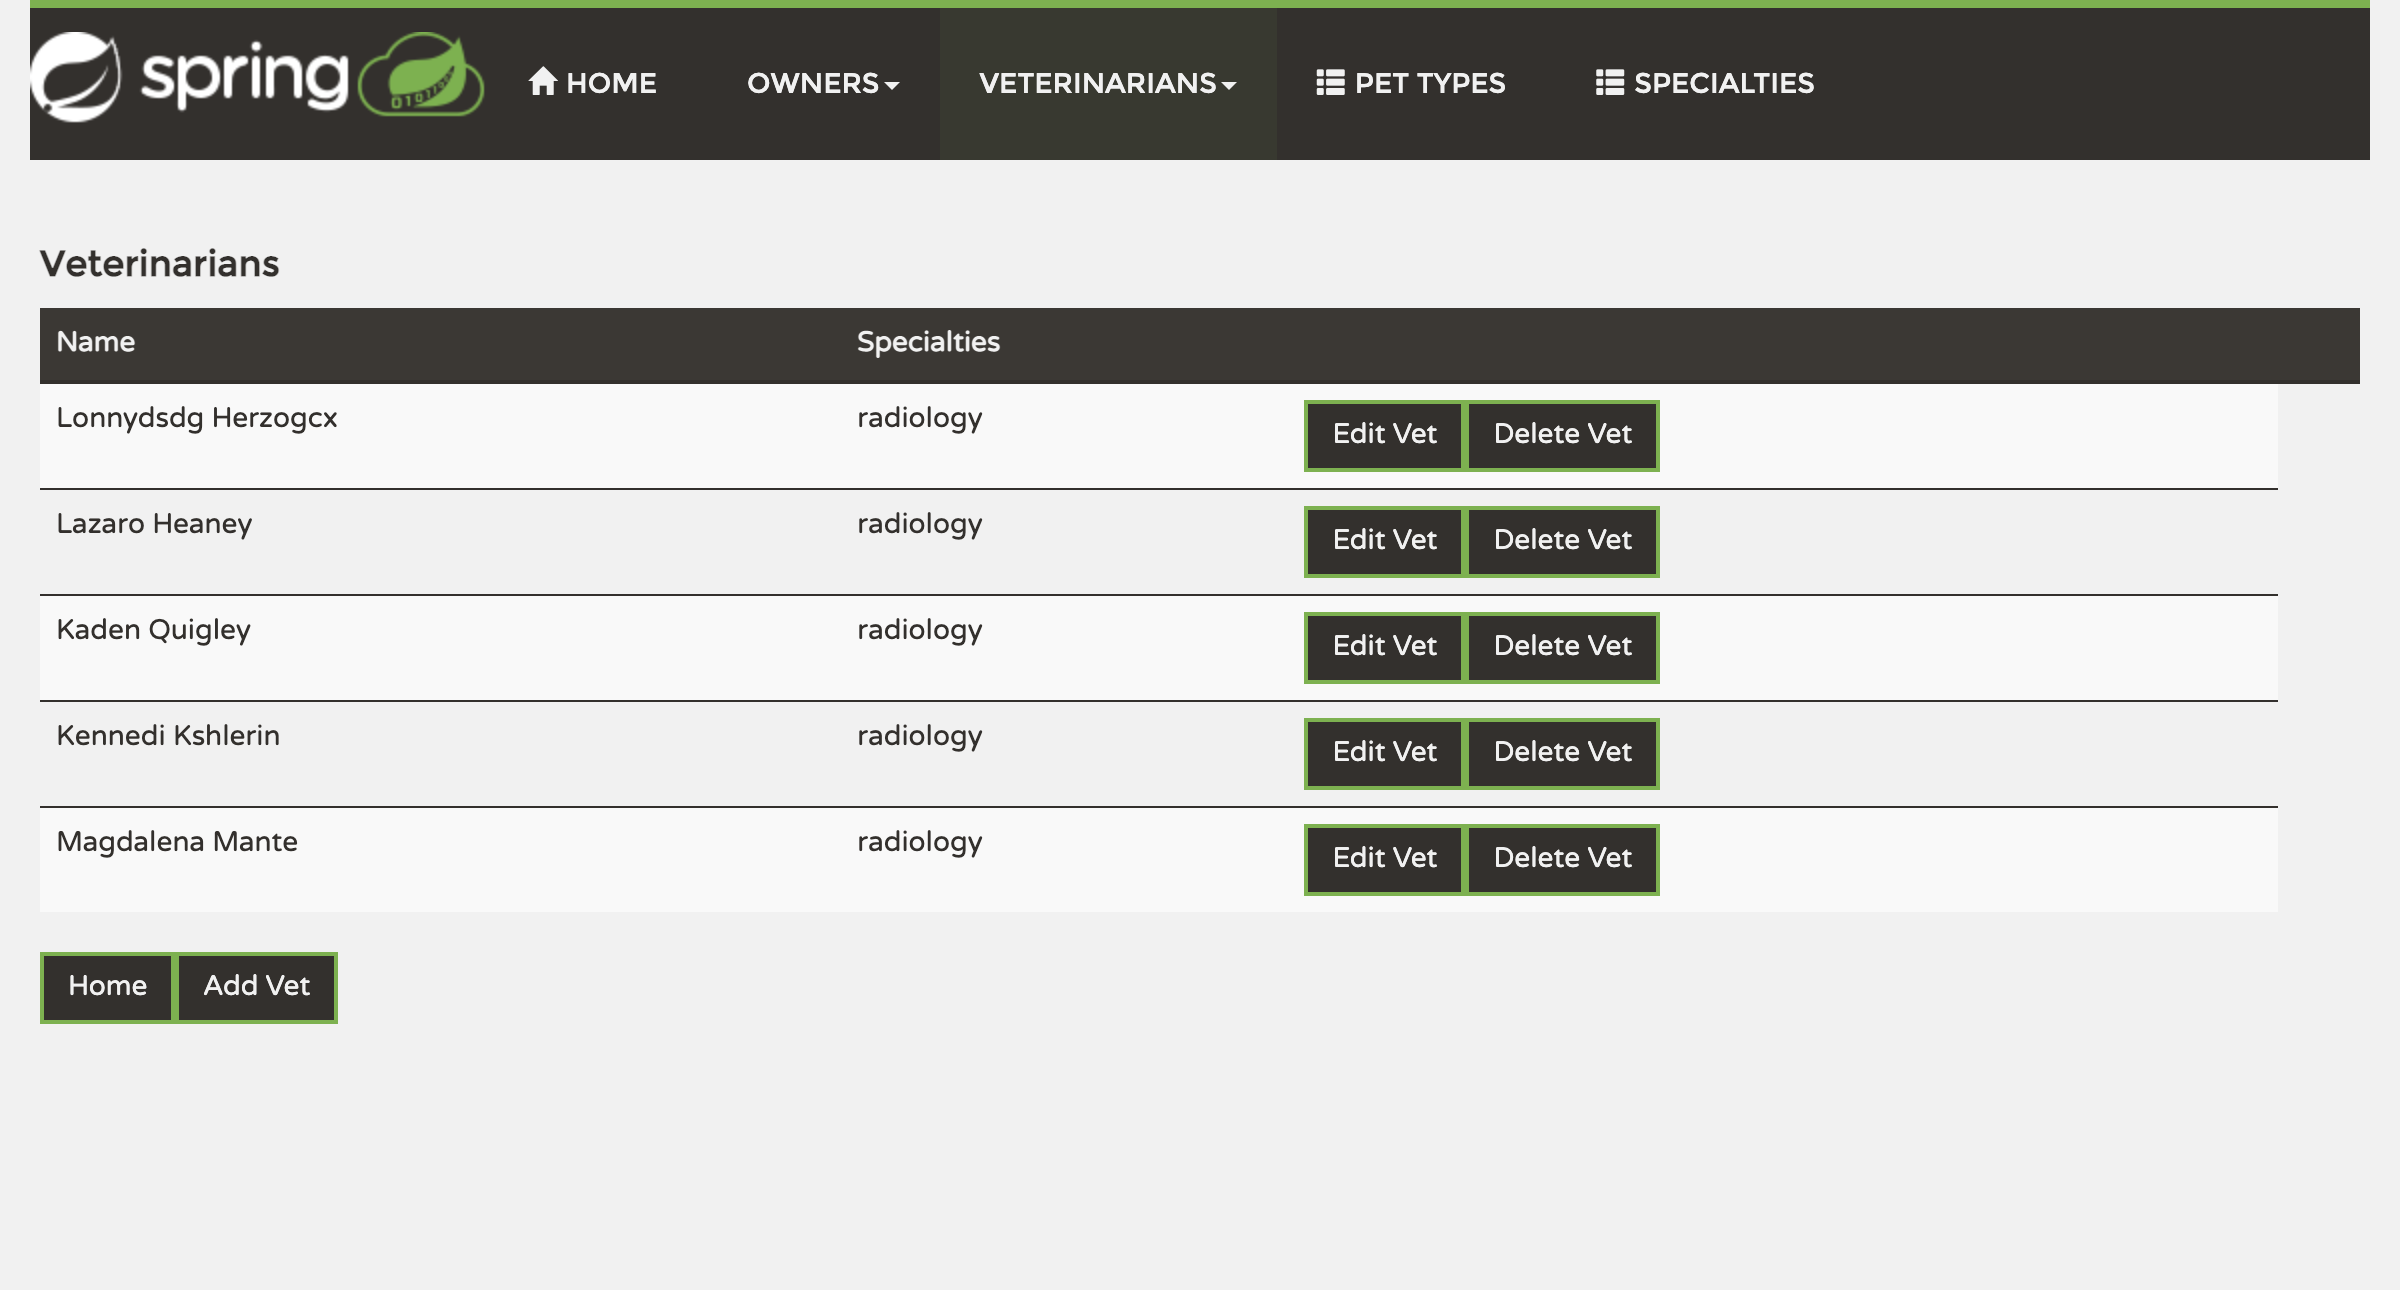 spring HOME OWNERS VETERINARIANS PET TYPES SPECIALTIES
Veterinarians
Name Specialties
Lonnydsdg Herzogcx radiology Edit Vet Delete Vet
Lazaro Heaney radiology Edit Vet Delete Vet
Kaden Quigley radiology Edit Vet Delete Vet
Kennedi Kshlerin radiology Edit Vet Delete Vet
Magdalena Mante radiology Edit Vet Delete Vet
Home Add Vet